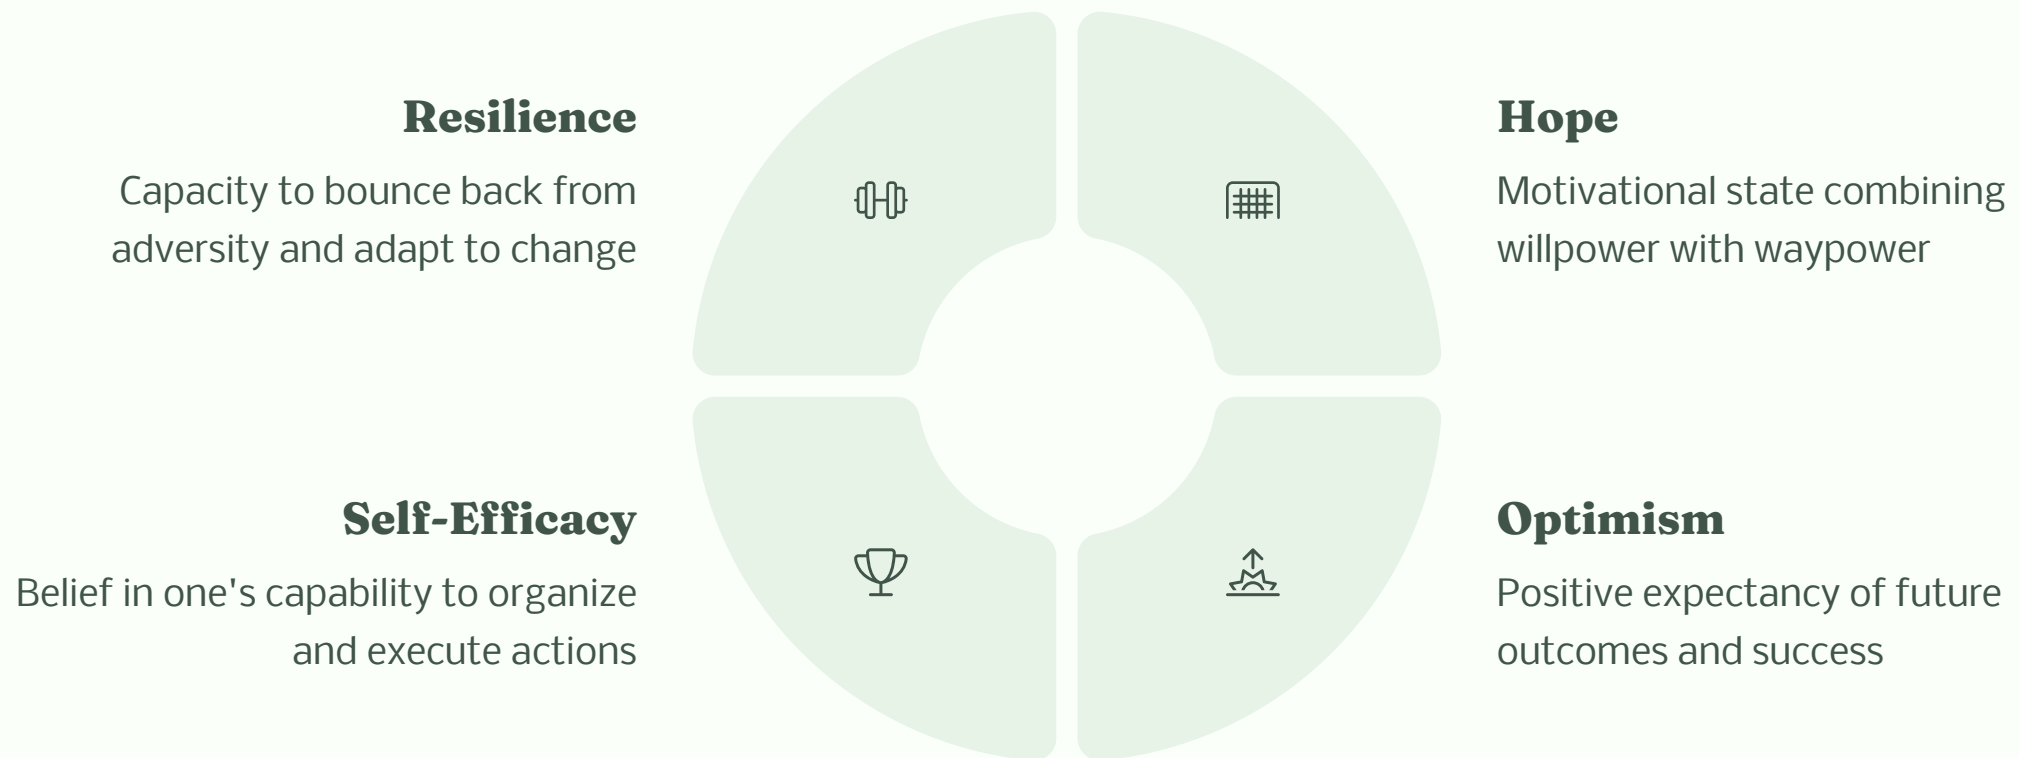 Resilience
Capacity to bounce back from
adversity and adapt to change
Hope
Motivational state combining
willpower with waypower
Self-Efficacy
Belief in one's capability to organize
and execute actions
Optimism
Positive expectancy of future
outcomes and success